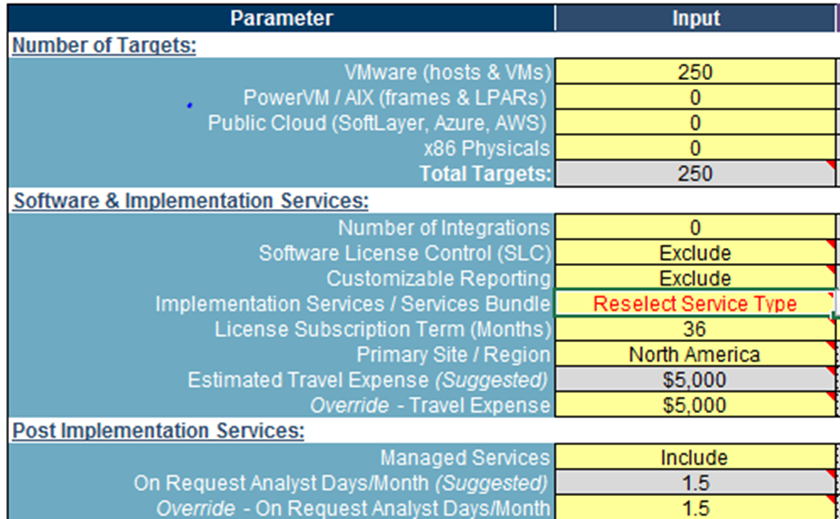 Parameter Input
Number of Targets:
VMware (hosts & VMs) 250
PowerVM / AIX (frames & LPARs) 0
Public Cloud (SoftLayer, Azure, AWS) 0
x86 Physicals 0
Total Targets: 250
Software & Implementation Services:
Number of Integrations 0
Software License Control (SLC) Exclude
Customizable Reporting Exclude
Implementation Services / Services Bundle Reselect Service Type
License Subscription Term (Months) 36
Primary Site / Region North America
Estimated Travel Expense (Suggested) $5,000
Override - Travel Expense $5,000
Post Implementation Services:
Managed Services Include
On Request Analyst Days/Month (Suggested) 1.5
Override - On Request Analyst Days/Month 1.5